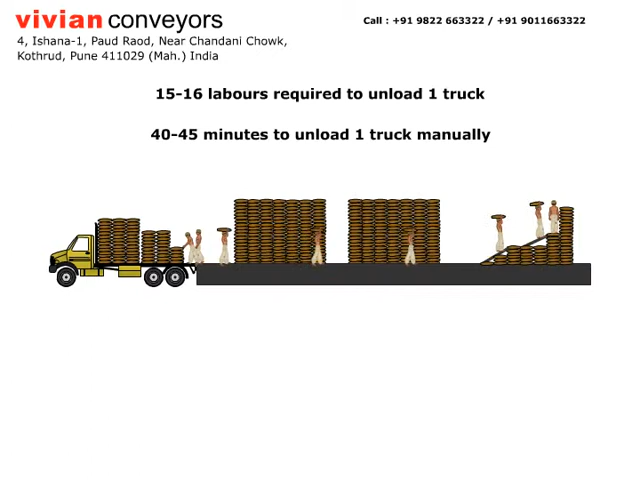 vivian conveyors
Call : +91 9822 663322 / +91 9011663322
4, Ishana-1, Paud Raod, Near Chandani Chowk,
Kothrud, Pune 411029 (Mah.) India
15-16 labours required to unload 1 truck
40-45 minutes to unload 1 truck manually